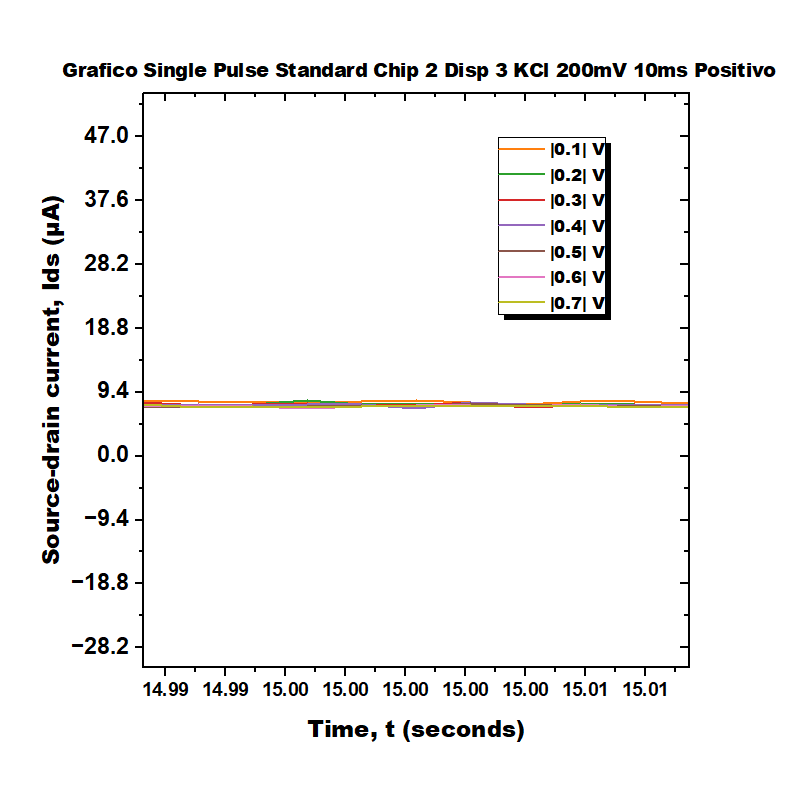 Grafico Single Pulse Standard Chip 2 Disp 3 KCl 200mV 10ms Positivo
|0.1| V
|0.2| V
|0.3| V
|0.4| V
|0.5| V
|0.6| V
|0.7| V
Source-drain current, Ids (µA)
47.0
37.6
28.2
18.8
9.4
0.0
−9.4
−18.8
−28.2
14.99 14.99 15.00 15.00 15.00 15.00 15.00 15.01 15.01
Time, t (seconds)